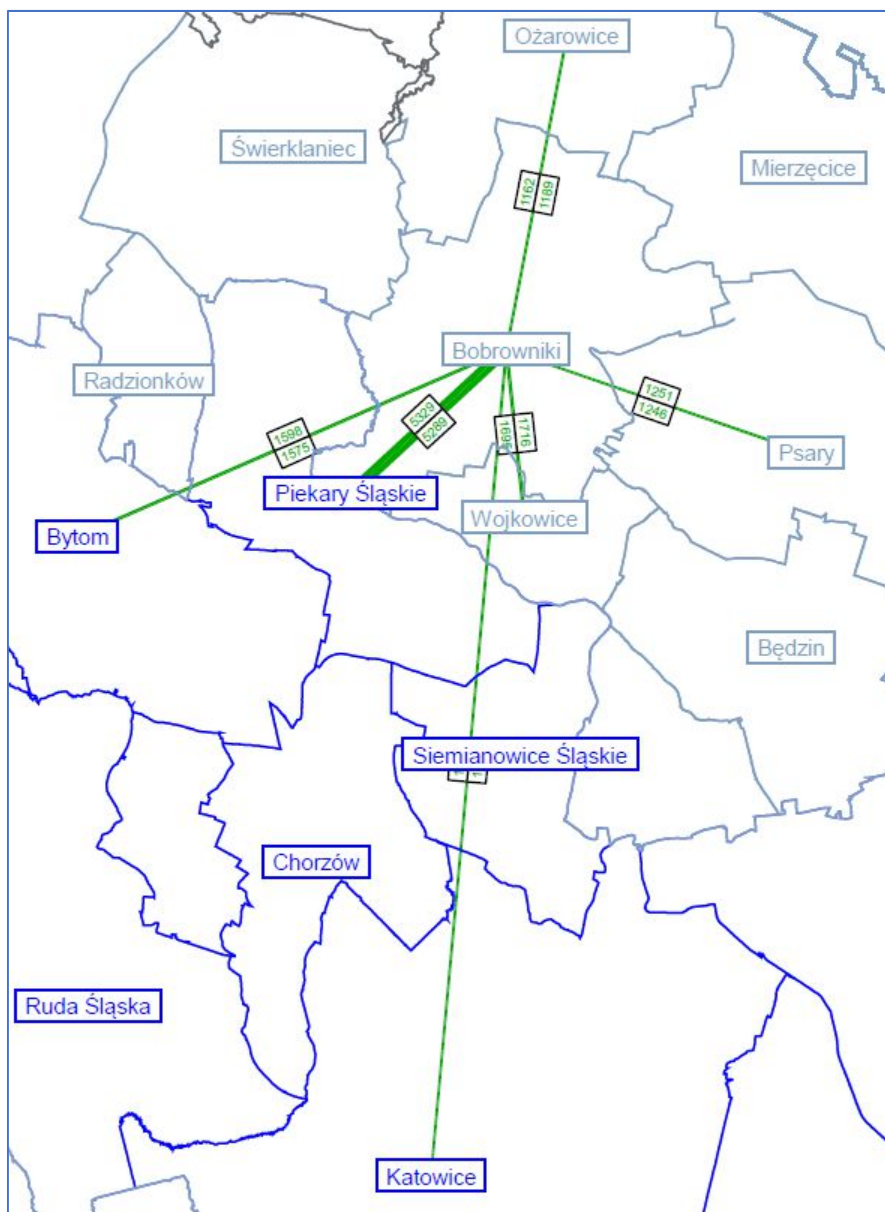 Ożarowice
Świerklaniec
Mierzęcice
1162
1189
Bobrowniki
Radzionków
1251
1246
1598
1575
5329
5289
1695
1716
Psary
Piekary Śląskie
Wojkowice
Bytom
Będzin
Siemianowice Śląskie
Chorzów
Ruda Śląska
Katowice